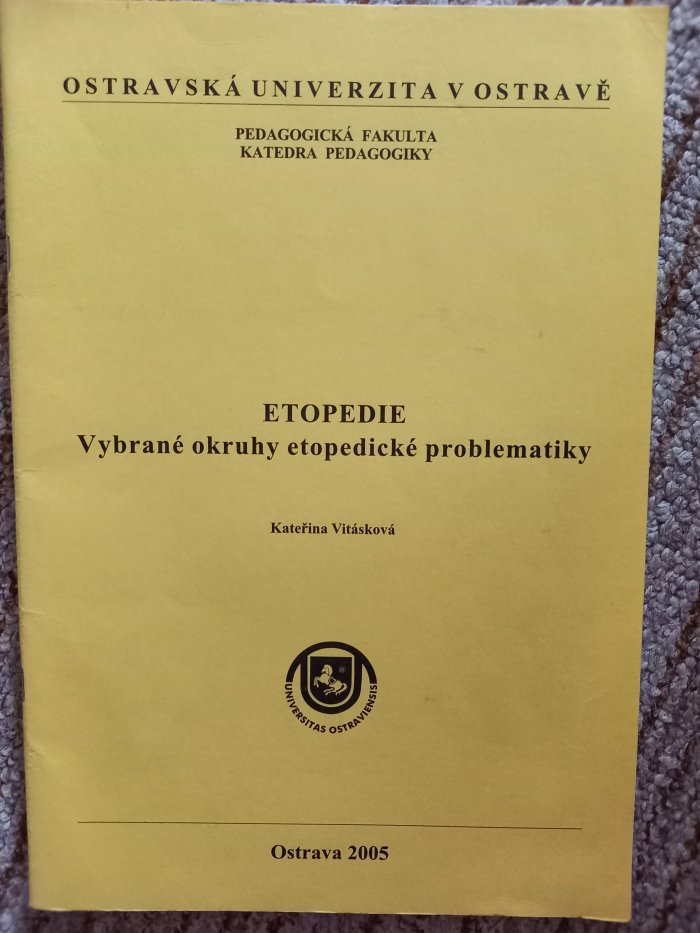 OSTRAVSKÁ UNIVERZITA V OSTRAVĚ
PEDAGOGICKÁ FAKULTA
KATEDRA PEDAGOGIKY
ETOPEDIE
Vybrané okruhy etopedické problematiky
Kateřina Vitásková
UNIVERSITAS OSTRAVIENSIS
Ostrava 2005